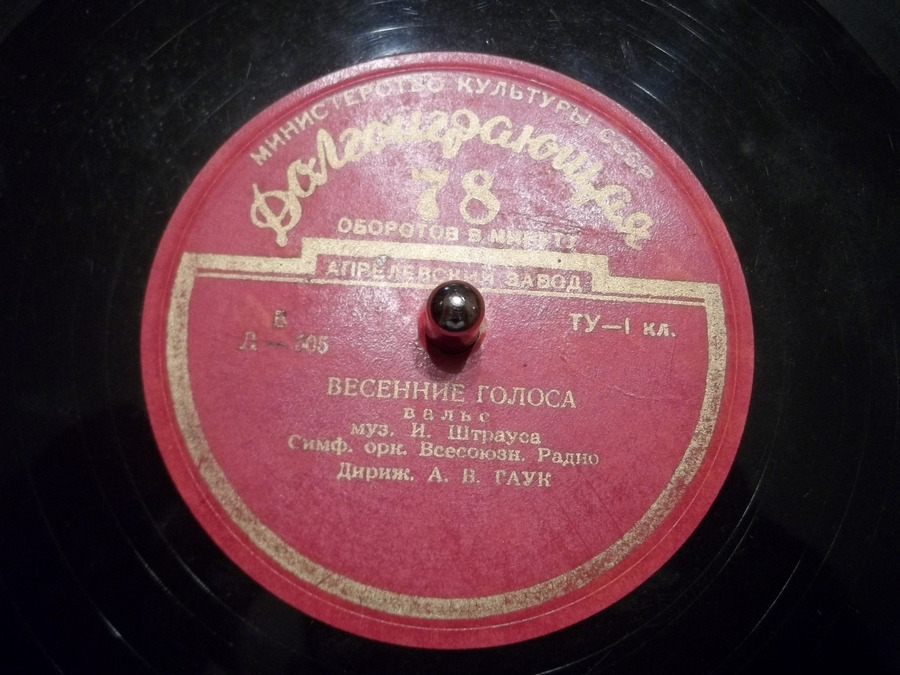 МИНИСТЕРСТВО КУЛЬТУРЫ СССР
Долгоиграющая
78
ОБОРОТОВ В МИНУТУ
АПРЕЛЕВСКИЙ ЗАВОД
ТУ—1 кл.
ВЕСЕННИЕ ГОЛОСА
вальс
муз. И. Штрауса
Симф. орк. Всесоюзн. Радио
Дириж. А. В. ГАУК